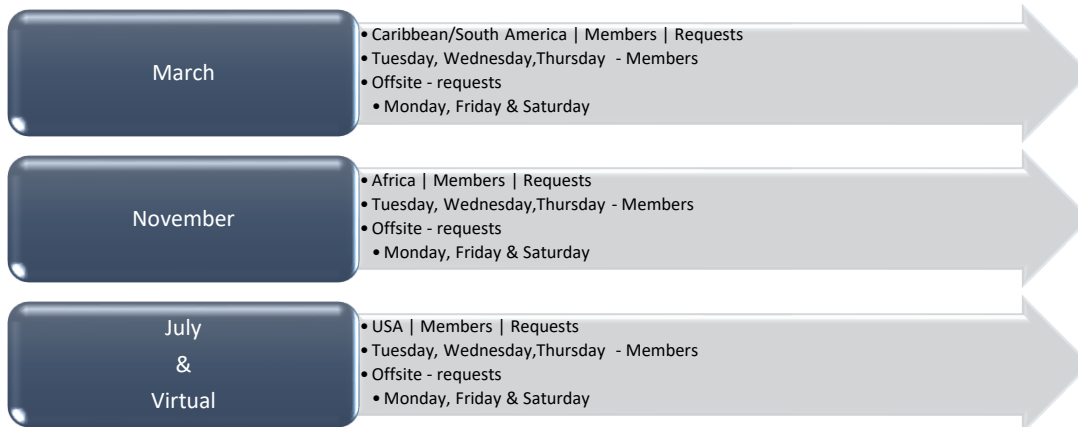 March
• Caribbean/South America | Members | Requests
• Tuesday, Wednesday,Thursday  - Members
• Offsite - requests
• Monday, Friday & Saturday
November
• Africa | Members | Requests
• Tuesday, Wednesday,Thursday - Members
• Offsite - requests
• Monday, Friday & Saturday
July
&
Virtual
• USA | Members | Requests
• Tuesday, Wednesday,Thursday  - Members
• Offsite - requests
• Monday, Friday & Saturday